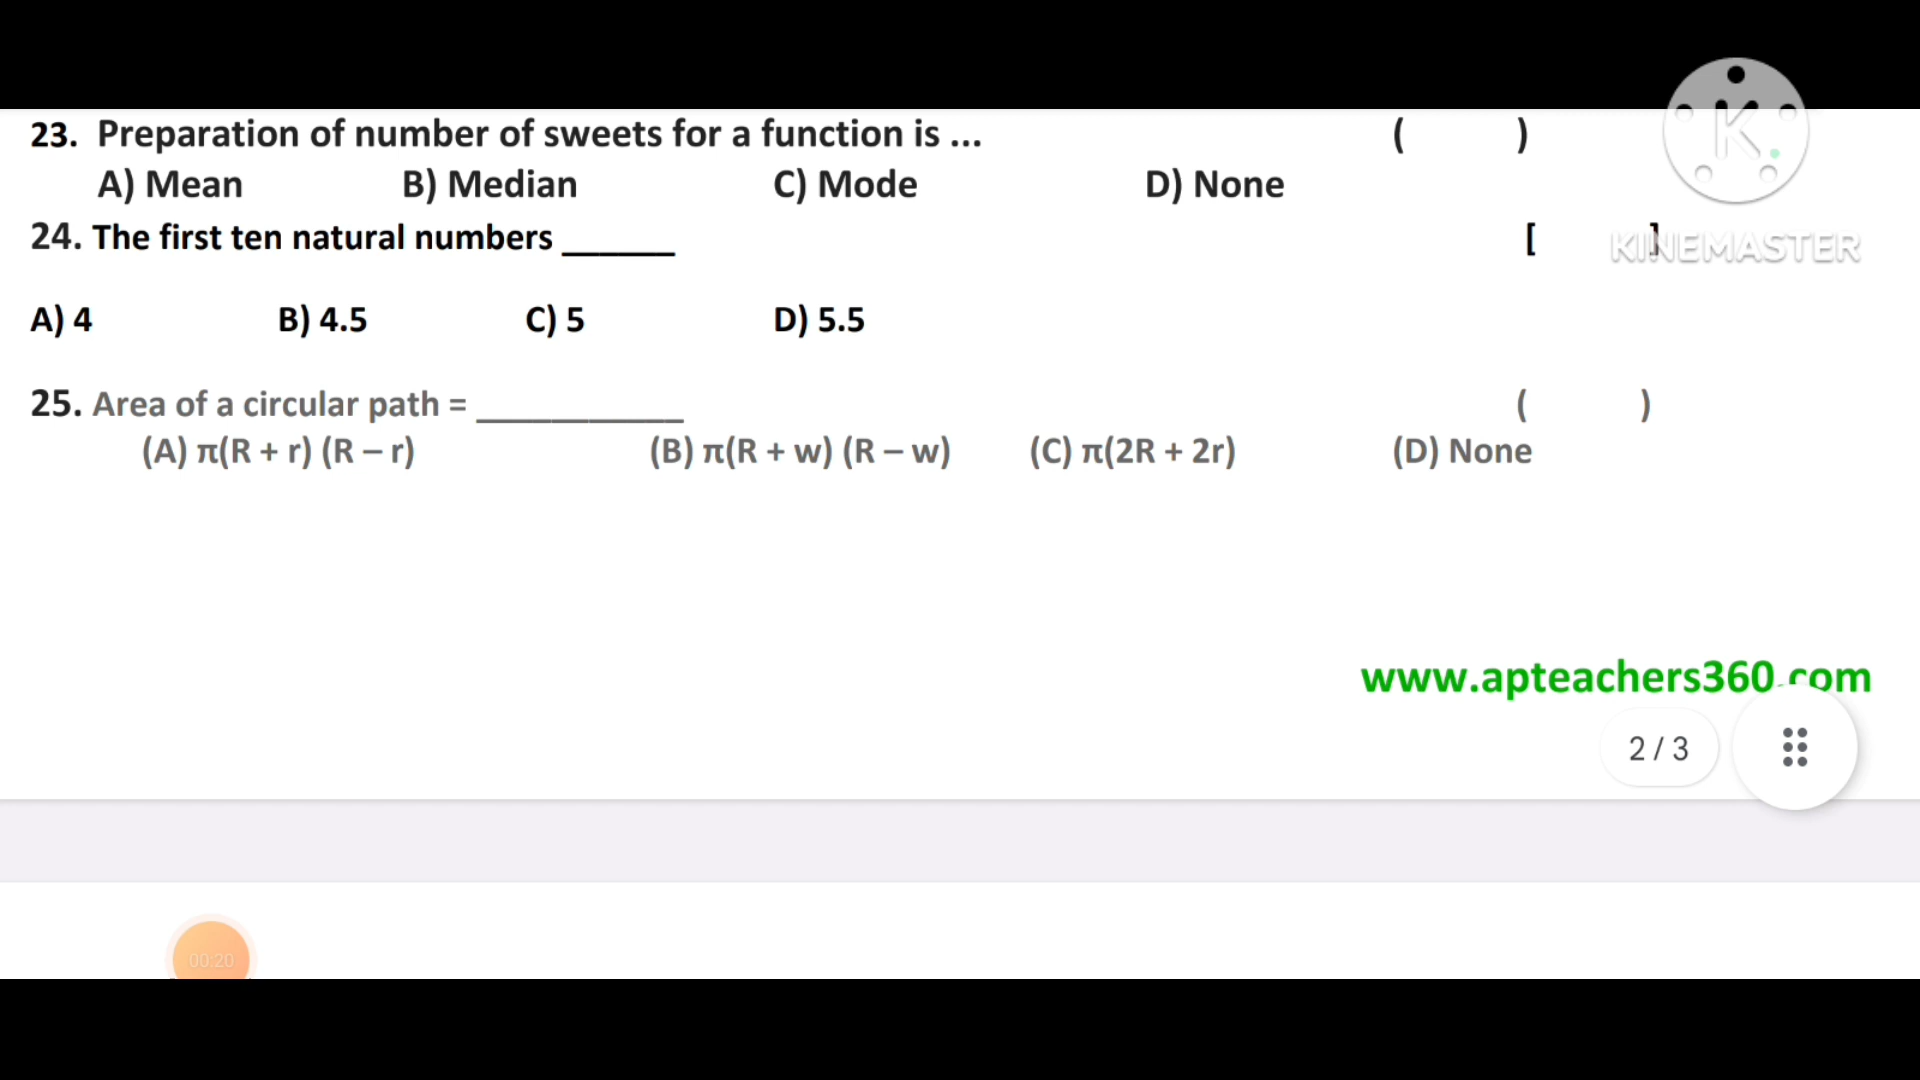 23. Preparation of number of sweets for a function is ... ( )
A) Mean B) Median C) Mode D) None
24. The first ten natural numbers ______ [ ]
KINEMASTER
A) 4 B) 4.5 C) 5 D) 5.5
25. Area of a circular path = ___________ ( )
(A) π(R + r) (R – r) (B) π(R + w) (R – w) (C) π(2R + 2r) (D) None
www.apteachers360.com
2 / 3
00:20